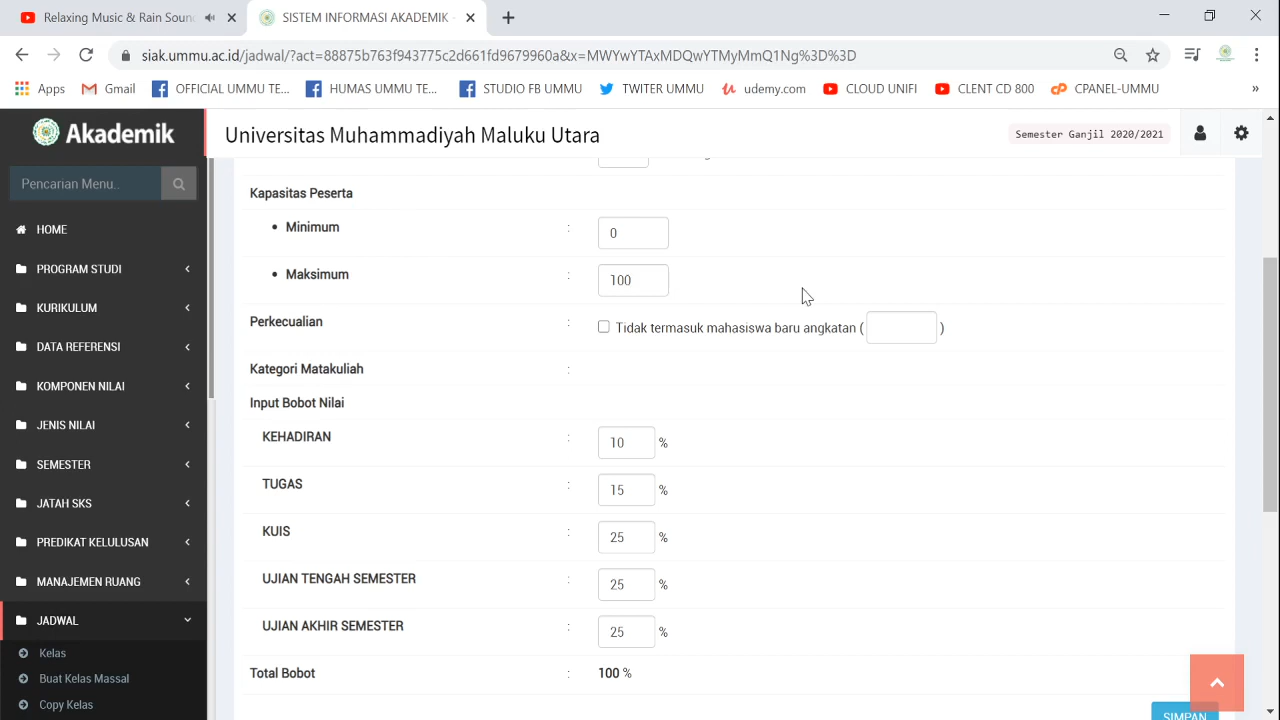 Relaxing Music & Rain Soun
SISTEM INFORMASI AKADEMIK -
siak.ummu.ac.id/jadwal/?act=88875b763f943775c2d661fd9679960a&x=MWYwYTAxMDQwYTMyMmQ1Ng%3D%3D
Apps
Gmail
OFFICIAL UMMU TE...
HUMAS UMMU TE...
STUDIO FB UMMU
TWITER UMMU
udemy.com
CLOUD UNIFI
CLENT CD 800
CPANEL-UMMU
»
Akademik
Universitas Muhammadiyah Maluku Utara
Semester Ganjil 2020/2021
Pencarian Menu..
HOME
PROGRAM STUDI
KURIKULUM
DATA REFERENSI
KOMPONEN NILAI
JENIS NILAI
SEMESTER
JATAH SKS
PREDIKAT KELULUSAN
MANAJEMEN RUANG
JADWAL
Kelas
Buat Kelas Massal
Copy Kelas
Kapasitas Peserta
• Minimum : 0
• Maksimum : 100
Perkecualian : Tidak termasuk mahasiswa baru angkatan ( )
Kategori Matakuliah :
Input Bobot Nilai
KEHADIRAN : 10 %
TUGAS : 15 %
KUIS : 25 %
UJIAN TENGAH SEMESTER : 25 %
UJIAN AKHIR SEMESTER : 25 %
Total Bobot : 100 %
SIMPAN